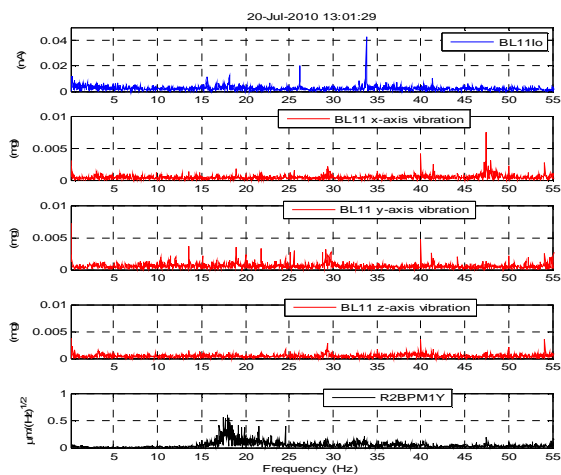 20-Jul-2010 13:01:29
(nA)
0.04
0.02
0
BL11Io
5 10 15 20 25 30 35 40 45 50 55
(mg)
0.01
0.005
0
BL11 x-axis vibration
5 10 15 20 25 30 35 40 45 50 55
(mg)
0.01
0.005
0
BL11 y-axis vibration
5 10 15 20 25 30 35 40 45 50 55
(mg)
0.01
0.005
0
BL11 z-axis vibration
5 10 15 20 25 30 35 40 45 50 55
µm/(Hz)^1/2
1
0.5
0
R2BPM1Y
5 10 15 20 25 30 35 40 45 50 55
Frequency (Hz)